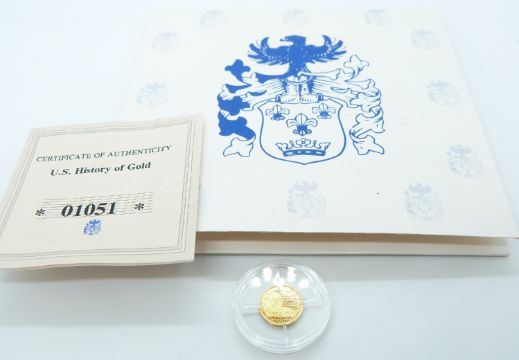 CERTIFICATE OF AUTHENTICITY
U.S. History of Gold
* 01051 *